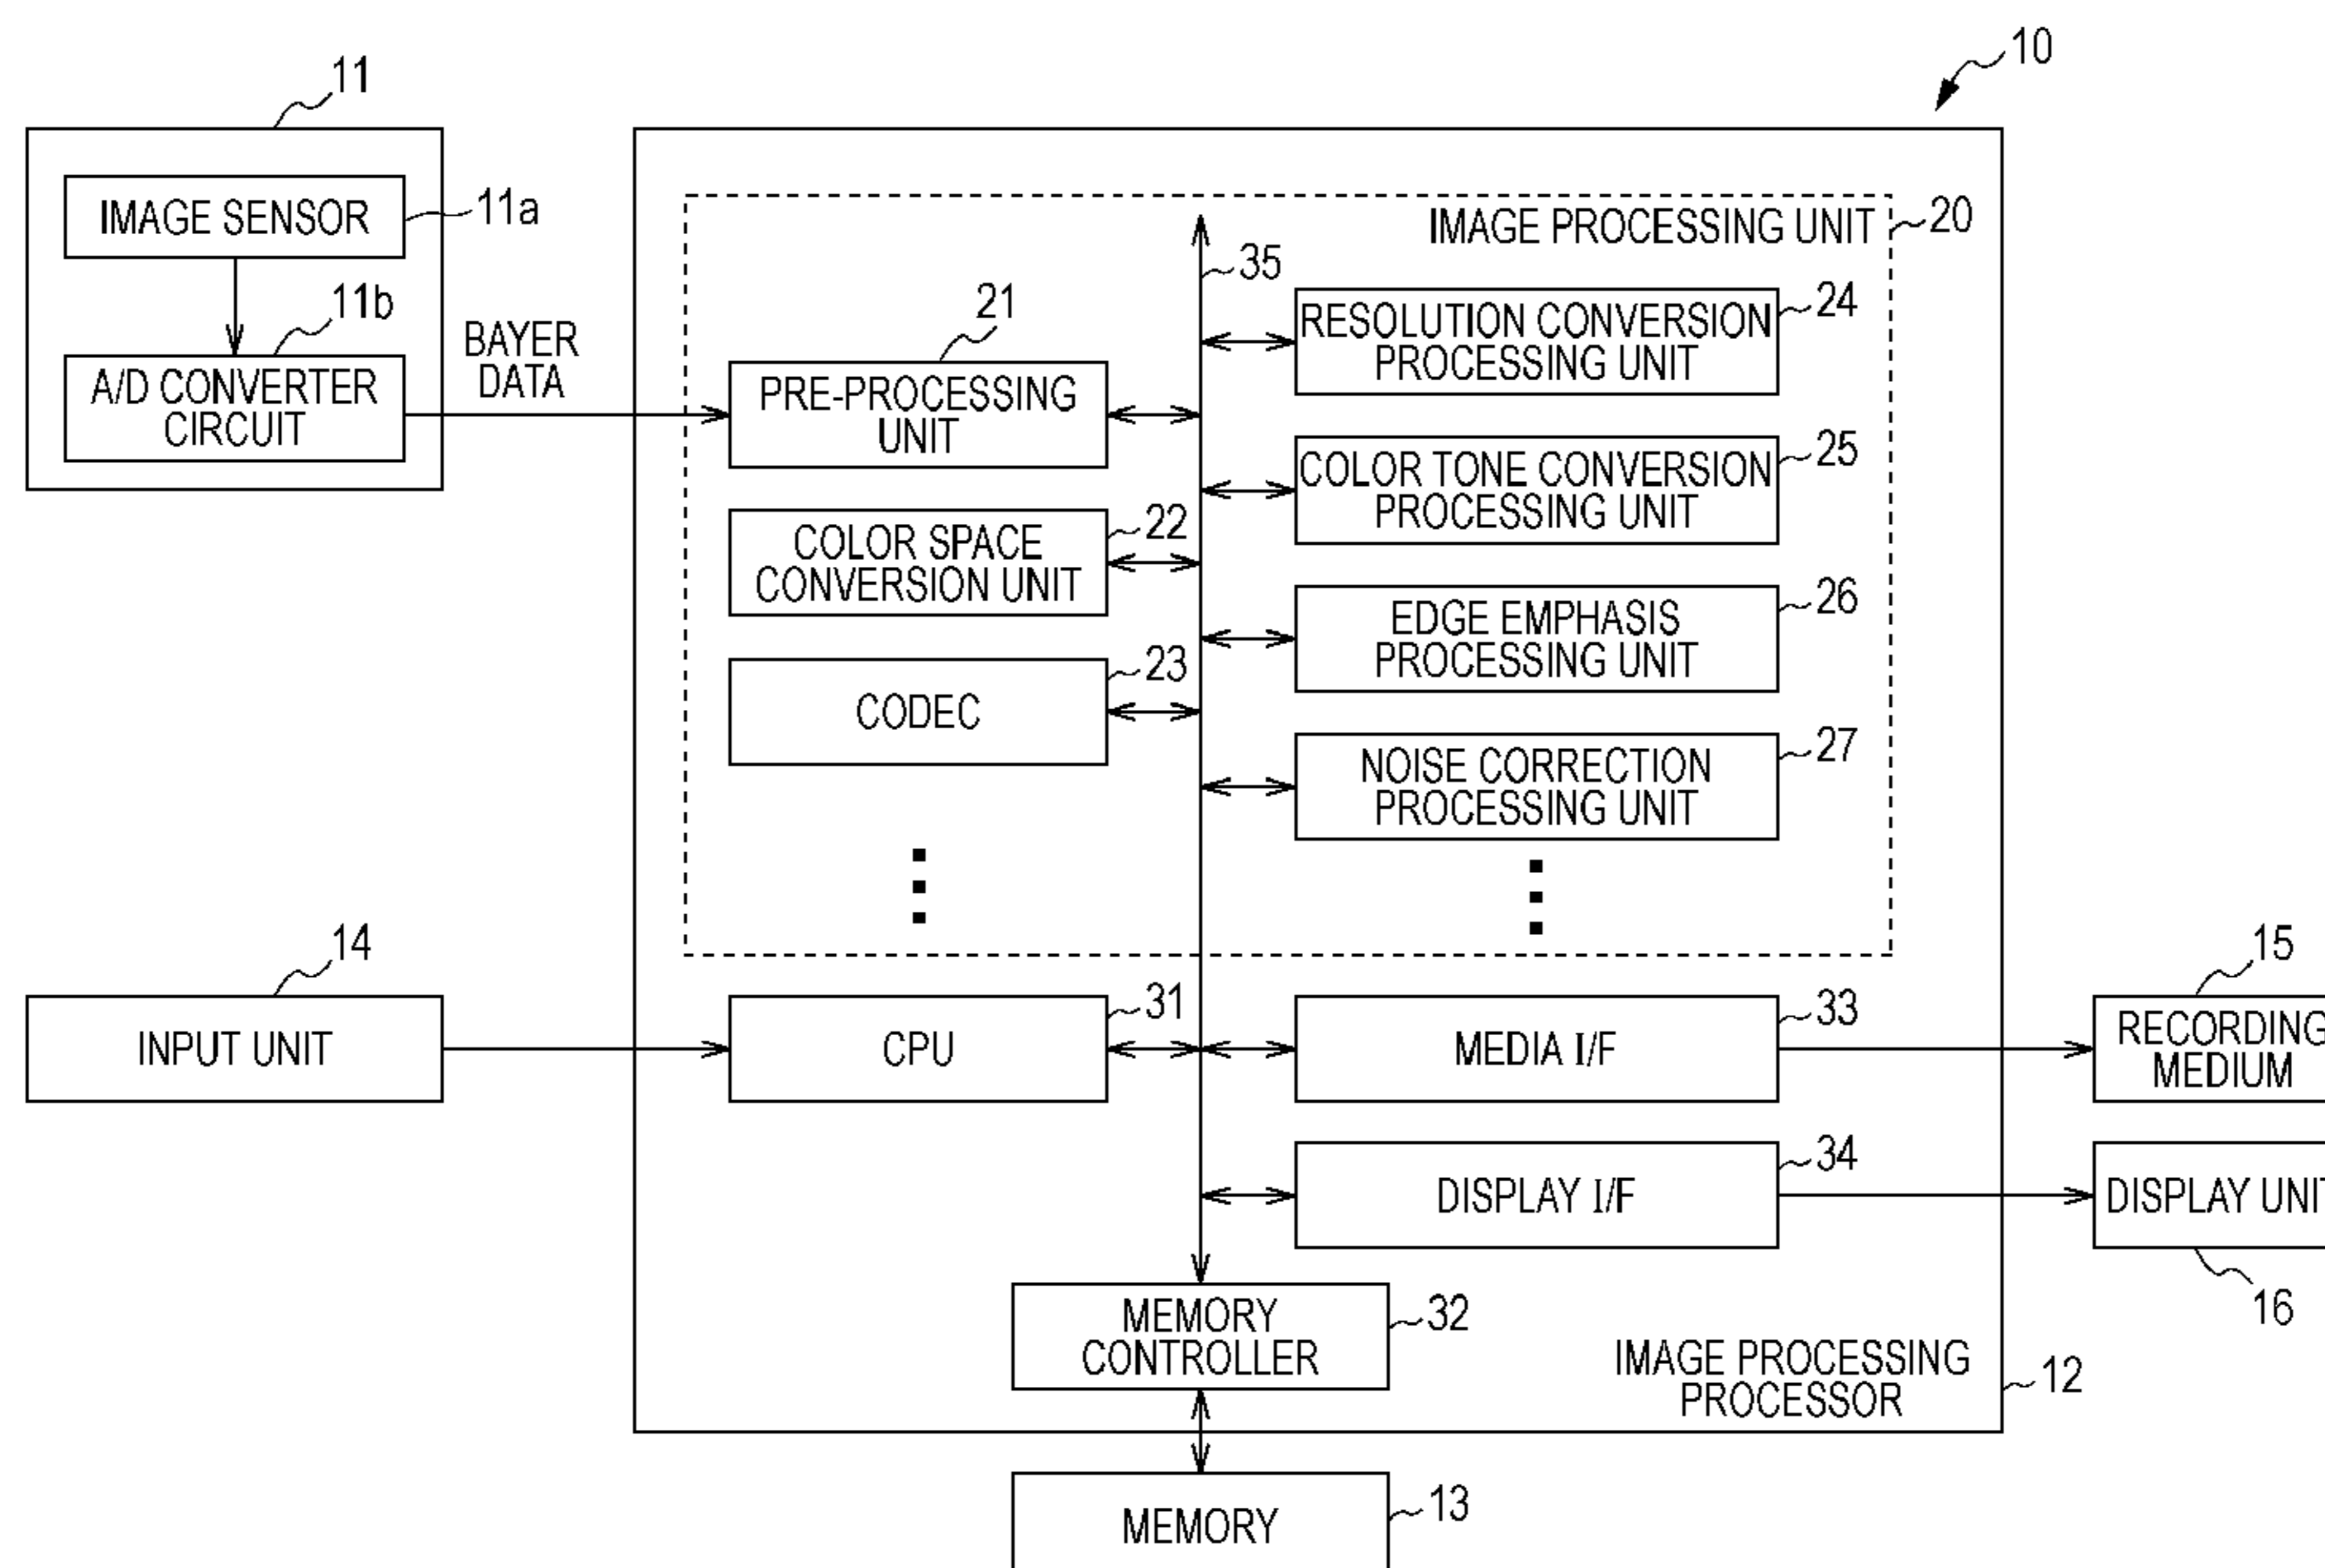 10
11
IMAGE SENSOR
11a
11b
A/D CONVERTER
CIRCUIT
BAYER
DATA
IMAGE PROCESSING UNIT
20
35
21
PRE-PROCESSING
UNIT
22
COLOR SPACE
CONVERSION UNIT
23
CODEC
24
RESOLUTION CONVERSION
PROCESSING UNIT
25
COLOR TONE CONVERSION
PROCESSING UNIT
26
EDGE EMPHASIS
PROCESSING UNIT
27
NOISE CORRECTION
PROCESSING UNIT
14
INPUT UNIT
31
CPU
33
MEDIA I/F
15
RECORDING
MEDIUM
34
DISPLAY I/F
DISPLAY UNIT
16
MEMORY
CONTROLLER
32
IMAGE PROCESSING
PROCESSOR
12
MEMORY
13